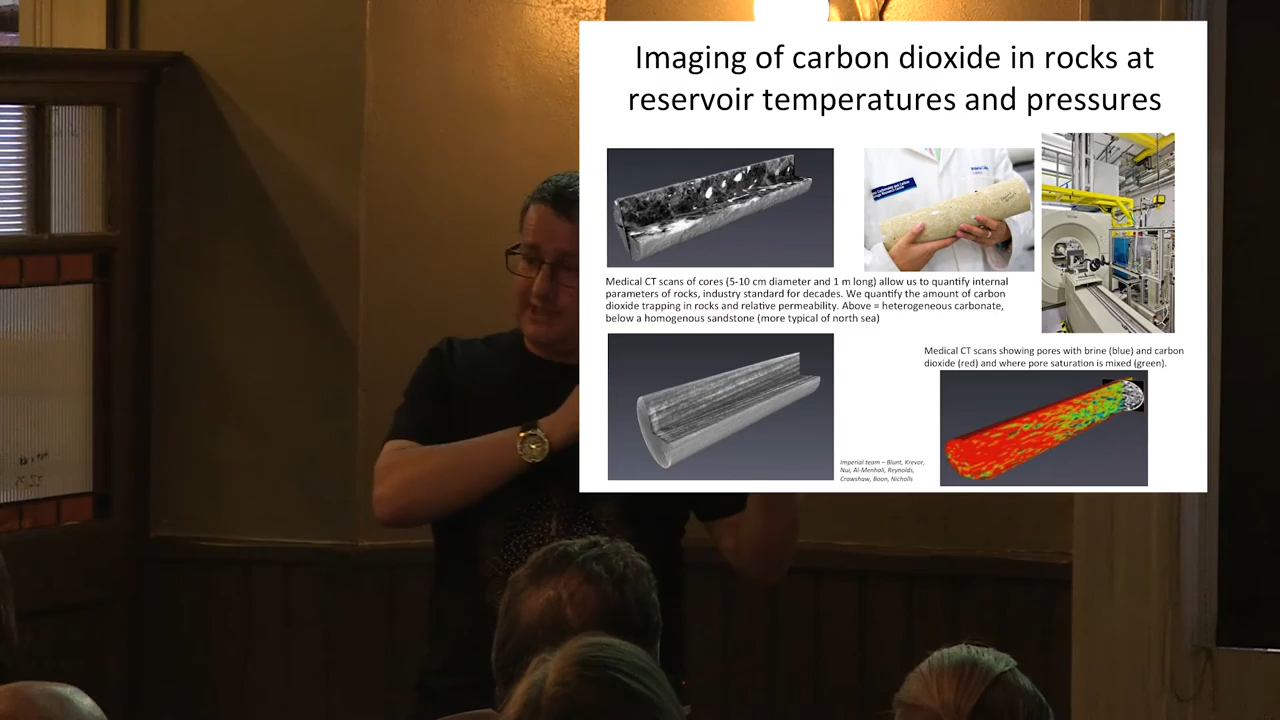 Imaging of carbon dioxide in rocks at
reservoir temperatures and pressures
Medical CT scans of cores (5-10 cm diameter and 1 m long) allow us to quantify internal
parameters of rocks, industry standard for decades. We quantify the amount of carbon
dioxide trapping in rocks and relative permeability. Above = heterogeneous carbonate,
below a homogenous sandstone (more typical of north sea)
Medical CT scans showing pores with brine (blue) and carbon
dioxide (red) and where pore saturation is mixed (green).
Imperial team – Blunt, Krevor,
Nui, Al-Menhali, Reynolds,
Crawshaw, Boon, Nicholls